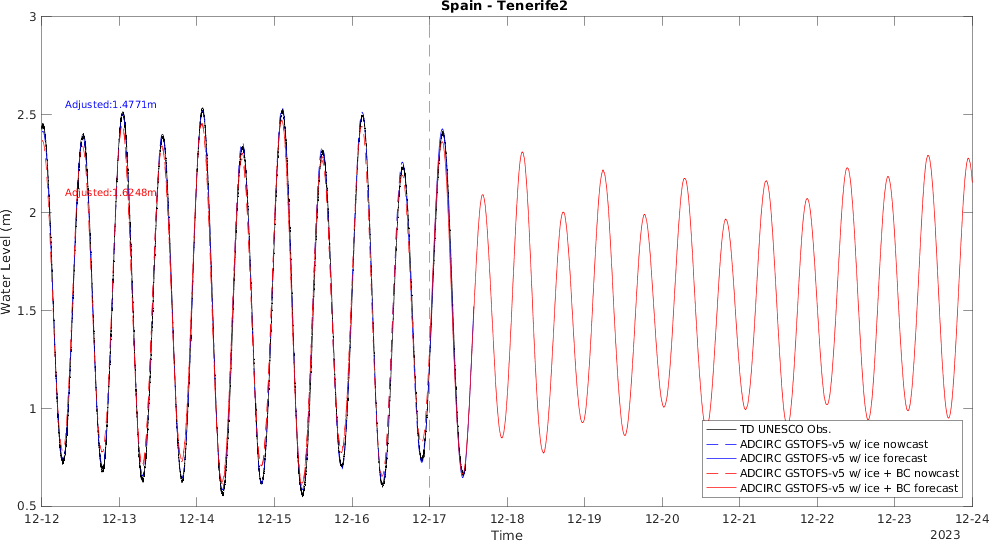 Spain - Tenerife2
3
2.5
2
1.5
1
0.5
Water Level (m)
Adjusted:1.4771m
Adjusted:1.6248m
TD UNESCO Obs.
ADCIRC GSTOFS-v5 w/ ice nowcast
ADCIRC GSTOFS-v5 w/ ice forecast
ADCIRC GSTOFS-v5 w/ ice + BC nowcast
ADCIRC GSTOFS-v5 w/ ice + BC forecast
12-12 12-13 12-14 12-15 12-16 12-17 12-18 12-19 12-20 12-21 12-22 12-23 12-24
Time
2023